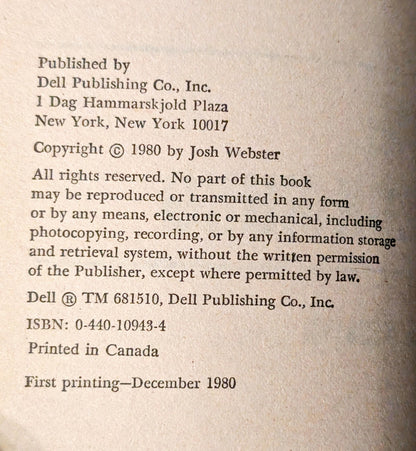 Published by
Dell Publishing Co., Inc.
1 Dag Hammarskjold Plaza
New York, New York 10017
Copyright © 1980 by Josh Webster
All rights reserved. No part of this book
may be reproduced or transmitted in any form
or by any means, electronic or mechanical, including
photocopying, recording, or by any information storage
and retrieval system, without the written permission
of the Publisher, except where permitted by law.
Dell ® TM 681510, Dell Publishing Co., Inc.
ISBN: 0-440-10943-4
Printed in Canada
First printing—December 1980